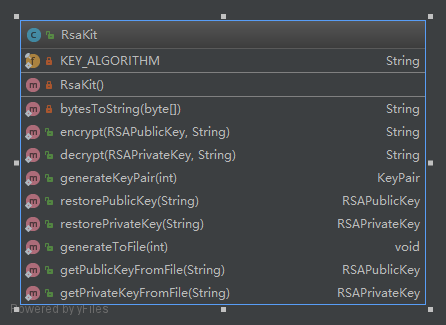 RsaKit
KEY_ALGORITHM String
RsaKit()
bytesToString(byte[]) String
encrypt(RSAPublicKey, String) String
decrypt(RSAPrivateKey, String) String
generateKeyPair(int) KeyPair
restorePublicKey(String) RSAPublicKey
restorePrivateKey(String) RSAPrivateKey
generateToFile(int) void
getPublicKeyFromFile(String) RSAPublicKey
getPrivateKeyFromFile(String) RSAPrivateKey
Powered by yFiles